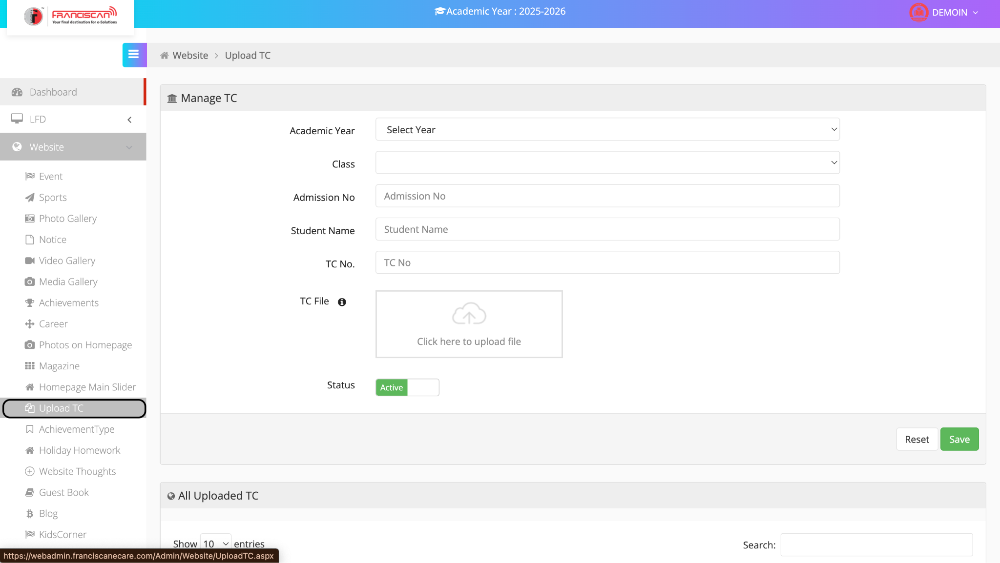 FRANCISCAN
Your final destination for e-Solutions
Academic Year : 2025-2026
DEMOIN
Website
Upload TC
Dashboard
LFD
Website
Event
Sports
Photo Gallery
Notice
Video Gallery
Media Gallery
Achievements
Career
Photos on Homepage
Magazine
Homepage Main Slider
Upload TC
AchievementType
Holiday Homework
Website Thoughts
Guest Book
Blog
KidsCorner
Manage TC
Academic Year
Select Year
Class
Admission No
Admission No
Student Name
Student Name
TC No.
TC No
TC File
Click here to upload file
Status
Active
Reset
Save
All Uploaded TC
Show 10 entries
Search:
https://webadmin.franciscanecare.com/Admin/Website/UploadTC.aspx